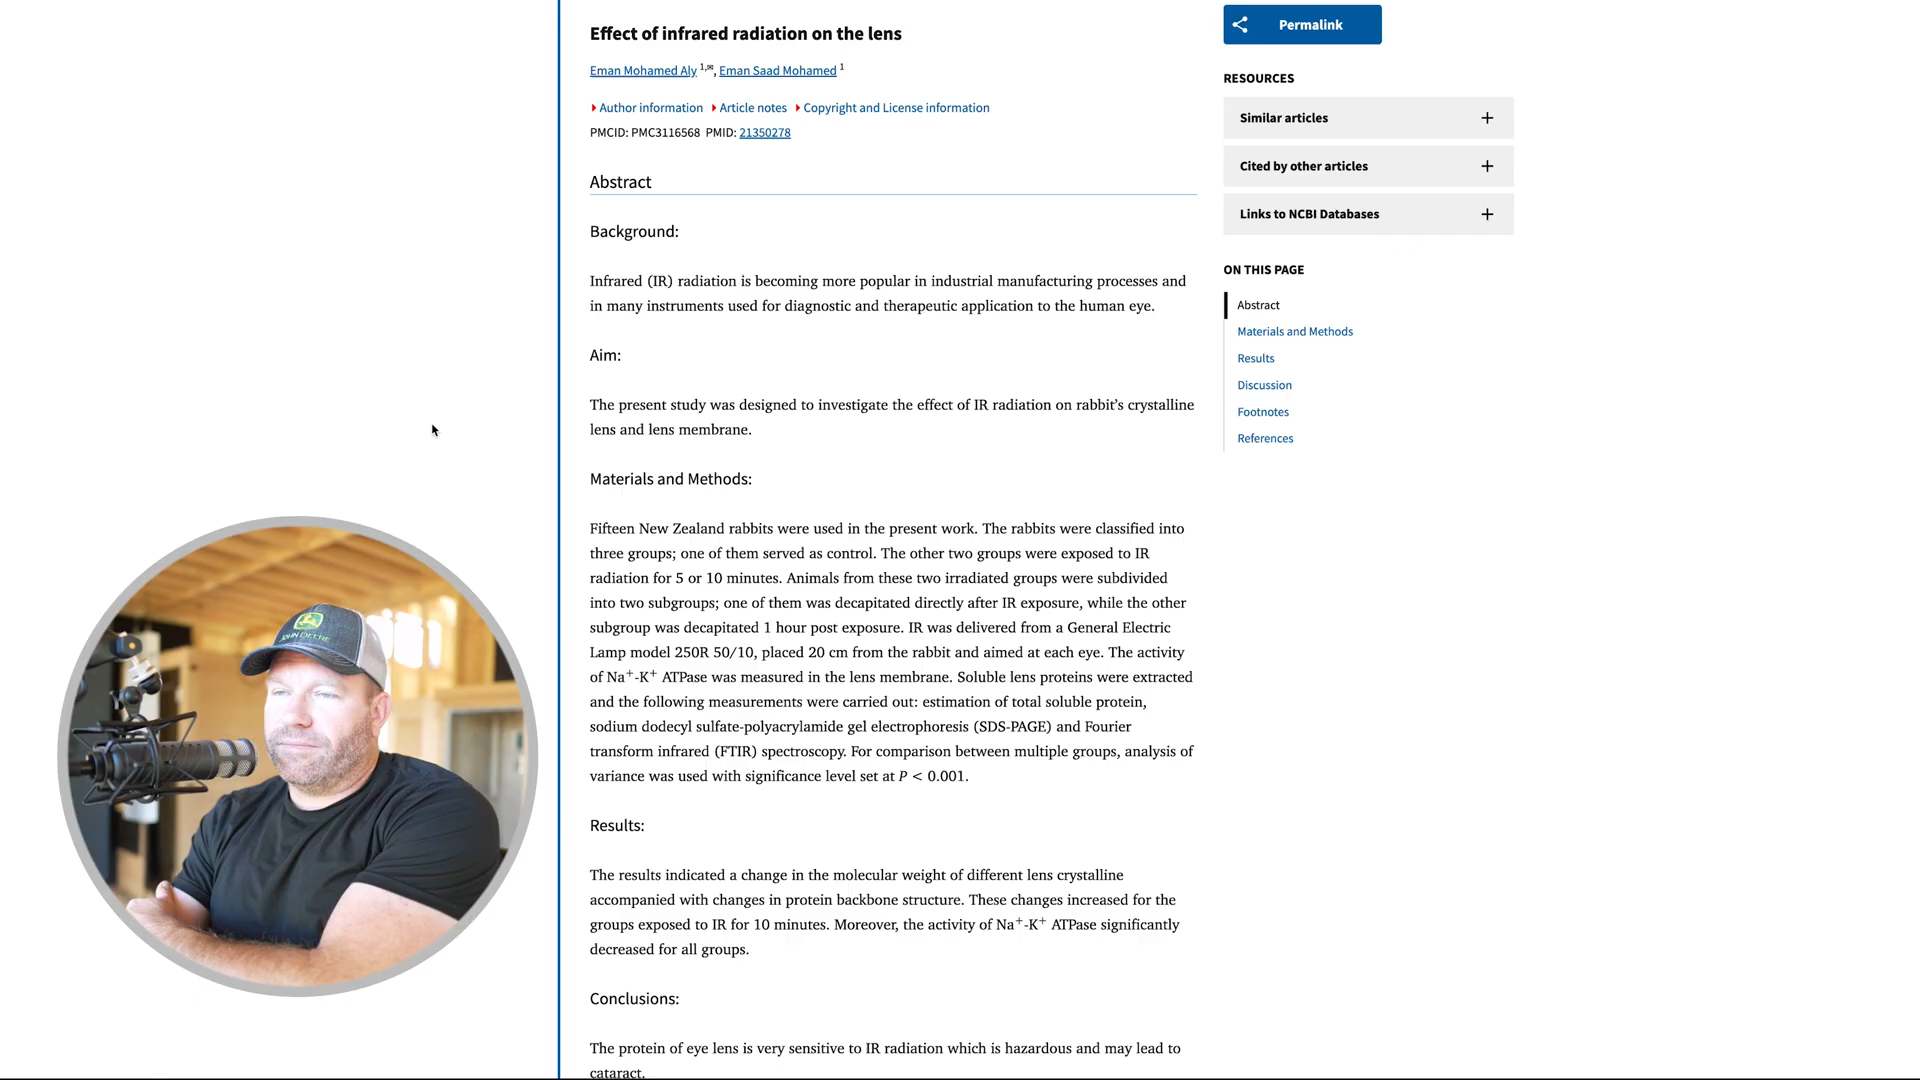 Effect of infrared radiation on the lens
Permalink
Eman Mohamed Aly 1,✉, Eman Saad Mohamed 1
RESOURCES
Author information Article notes Copyright and License information
Similar articles
PMCID: PMC3116568 PMID: 21350278
Cited by other articles
Abstract
Links to NCBI Databases
Background:
ON THIS PAGE
Infrared (IR) radiation is becoming more popular in industrial manufacturing processes and
in many instruments used for diagnostic and therapeutic application to the human eye.
Abstract
Materials and Methods
Aim:
Results
Discussion
The present study was designed to investigate the effect of IR radiation on rabbit’s crystalline
lens and lens membrane.
Footnotes
References
Materials and Methods:
Fifteen New Zealand rabbits were used in the present work. The rabbits were classified into
three groups; one of them served as control. The other two groups were exposed to IR
radiation for 5 or 10 minutes. Animals from these two irradiated groups were subdivided
into two subgroups; one of them was decapitated directly after IR exposure, while the other
subgroup was decapitated 1 hour post exposure. IR was delivered from a General Electric
Lamp model 250R 50/10, placed 20 cm from the rabbit and aimed at each eye. The activity
of Na+-K+ ATPase was measured in the lens membrane. Soluble lens proteins were extracted
and the following measurements were carried out: estimation of total soluble protein,
sodium dodecyl sulfate-polyacrylamide gel electrophoresis (SDS-PAGE) and Fourier
transform infrared (FTIR) spectroscopy. For comparison between multiple groups, analysis of
variance was used with significance level set at P < 0.001.
Results:
The results indicated a change in the molecular weight of different lens crystalline
accompanied with changes in protein backbone structure. These changes increased for the
groups exposed to IR for 10 minutes. Moreover, the activity of Na+-K+ ATPase significantly
decreased for all groups.
Conclusions:
The protein of eye lens is very sensitive to IR radiation which is hazardous and may lead to
cataract.
JOHN DEERE